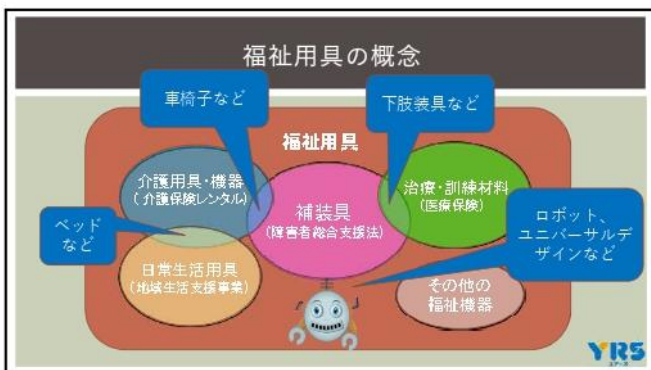 福祉用具の概念
車椅子など
下肢装具など
福祉用具
介護用具・機器
(介護保険レンタル)
補装具
(障害者総合支援法)
治療・訓練材料
(医療保険)
ベッド
など
ロボット、
ユニバーサルデ
ザインなど
日常生活用具
(地域生活支援事業)
その他の
福祉機器
YRS